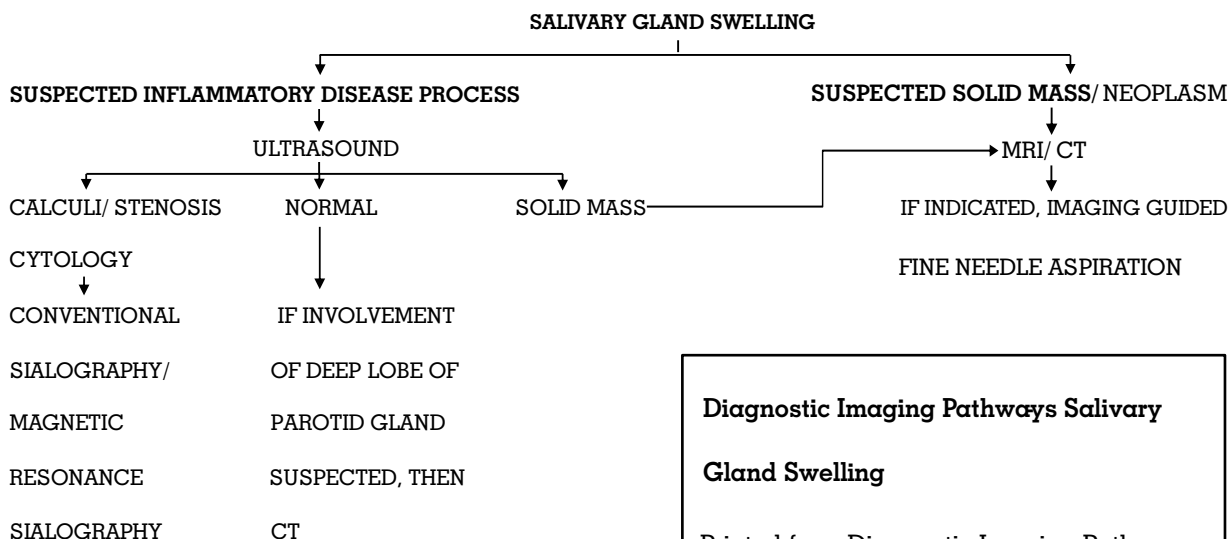 SALIVARY GLAND SWELLING
SUSPECTED INFLAMMATORY DISEASE PROCESS
SUSPECTED SOLID MASS/ NEOPLASM
ULTRASOUND
MRI/ CT
CALCULI/ STENOSIS
NORMAL
SOLID MASS
IF INDICATED, IMAGING GUIDED
FINE NEEDLE ASPIRATION
CYTOLOGY
CONVENTIONAL
SIALOGRAPHY/
MAGNETIC
RESONANCE
SIALOGRAPHY
IF INVOLVEMENT
OF DEEP LOBE OF
PAROTID GLAND
SUSPECTED, THEN
CT
Diagnostic Imaging Pathways Salivary
Gland Swelling